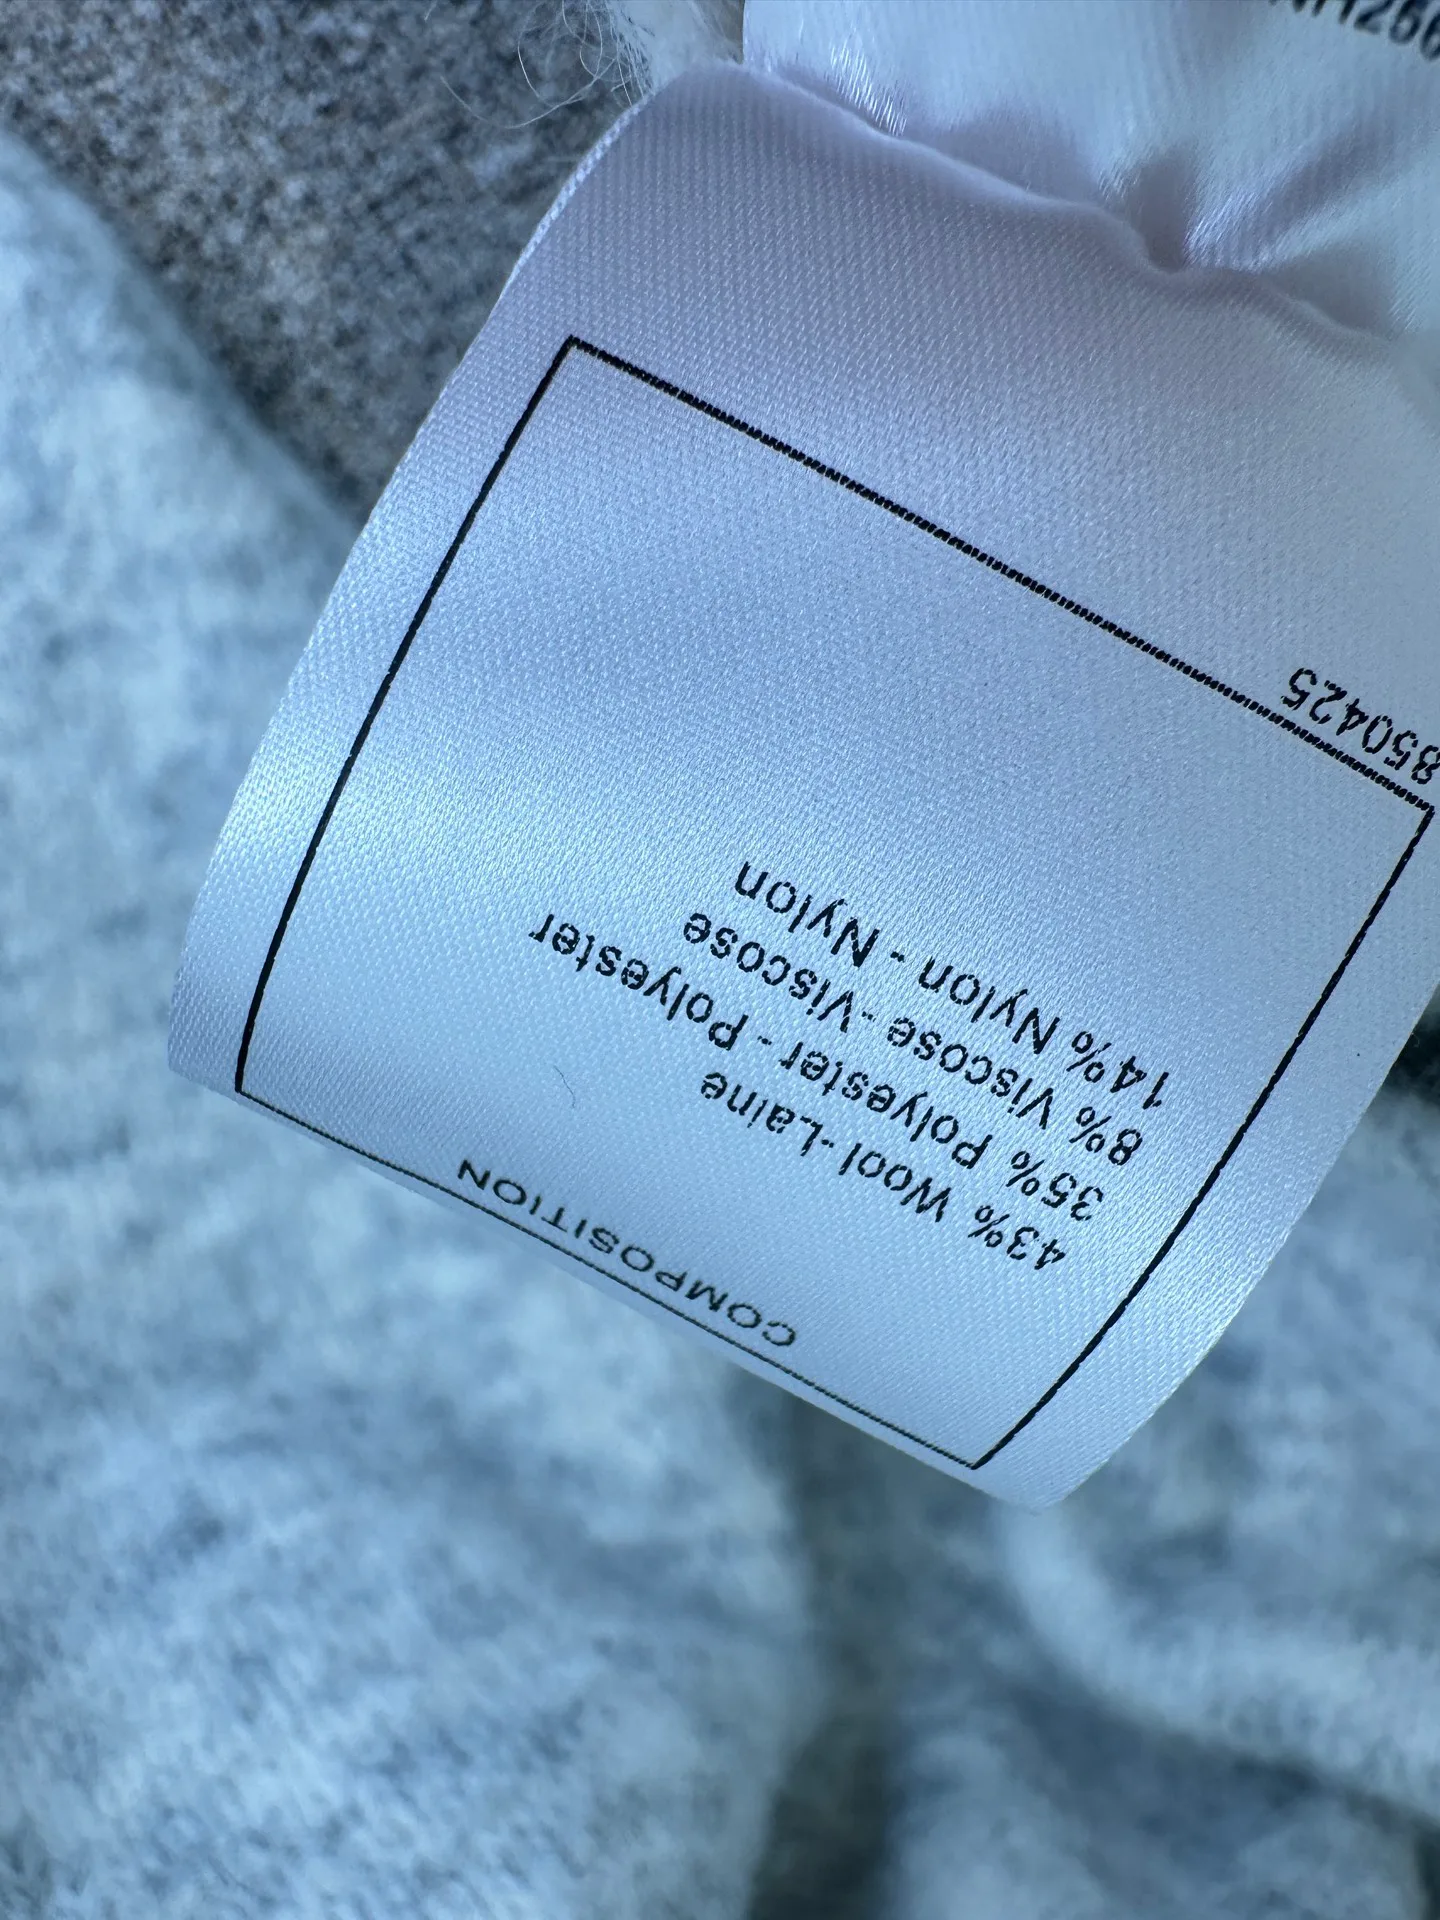 COMPOSITION
43% Wool - Laine
35% Polyester - Polyester
8% Viscose - Viscose
14% Nylon - Nylon
850425